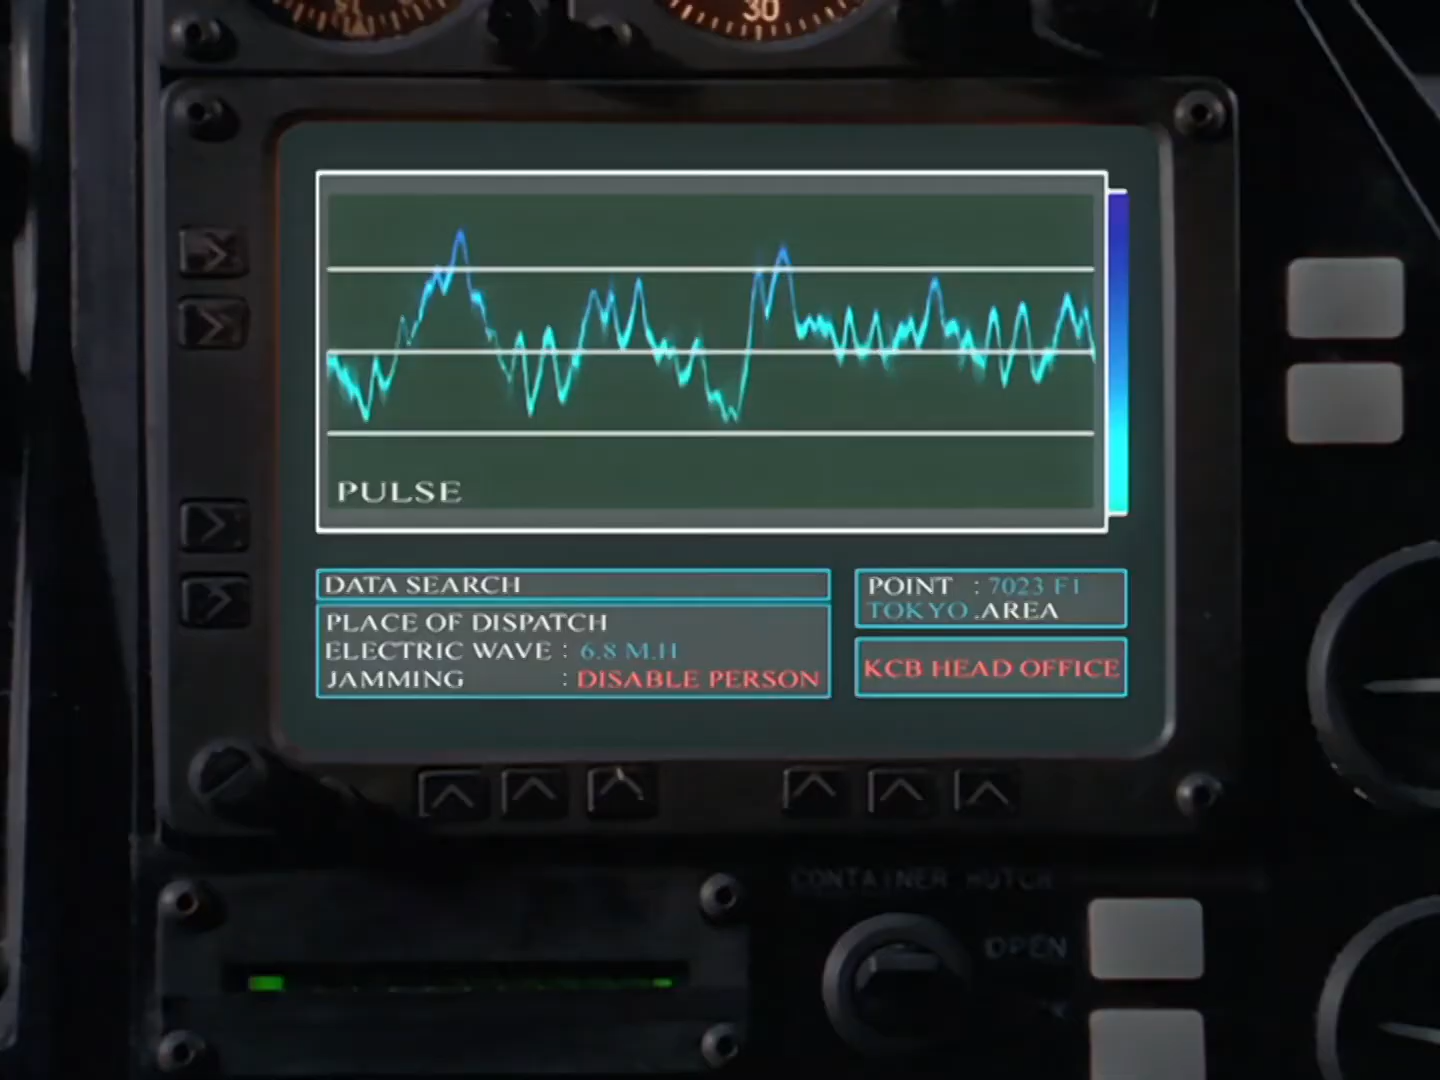 30
PULSE
DATA SEARCH
PLACE OF DISPATCH
ELECTRIC WAVE : 6.8 M.H
JAMMING : DISABLE PERSON
POINT : 7023 F1
TOKYO.AREA
KCB HEAD OFFICE
CONTAINER HUTCH
OPEN